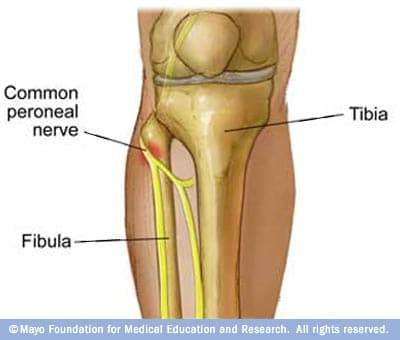 Common
peroneal
nerve
Tibia
Fibula
©Mayo Foundation for Medical Education and Research. All rights reserved.